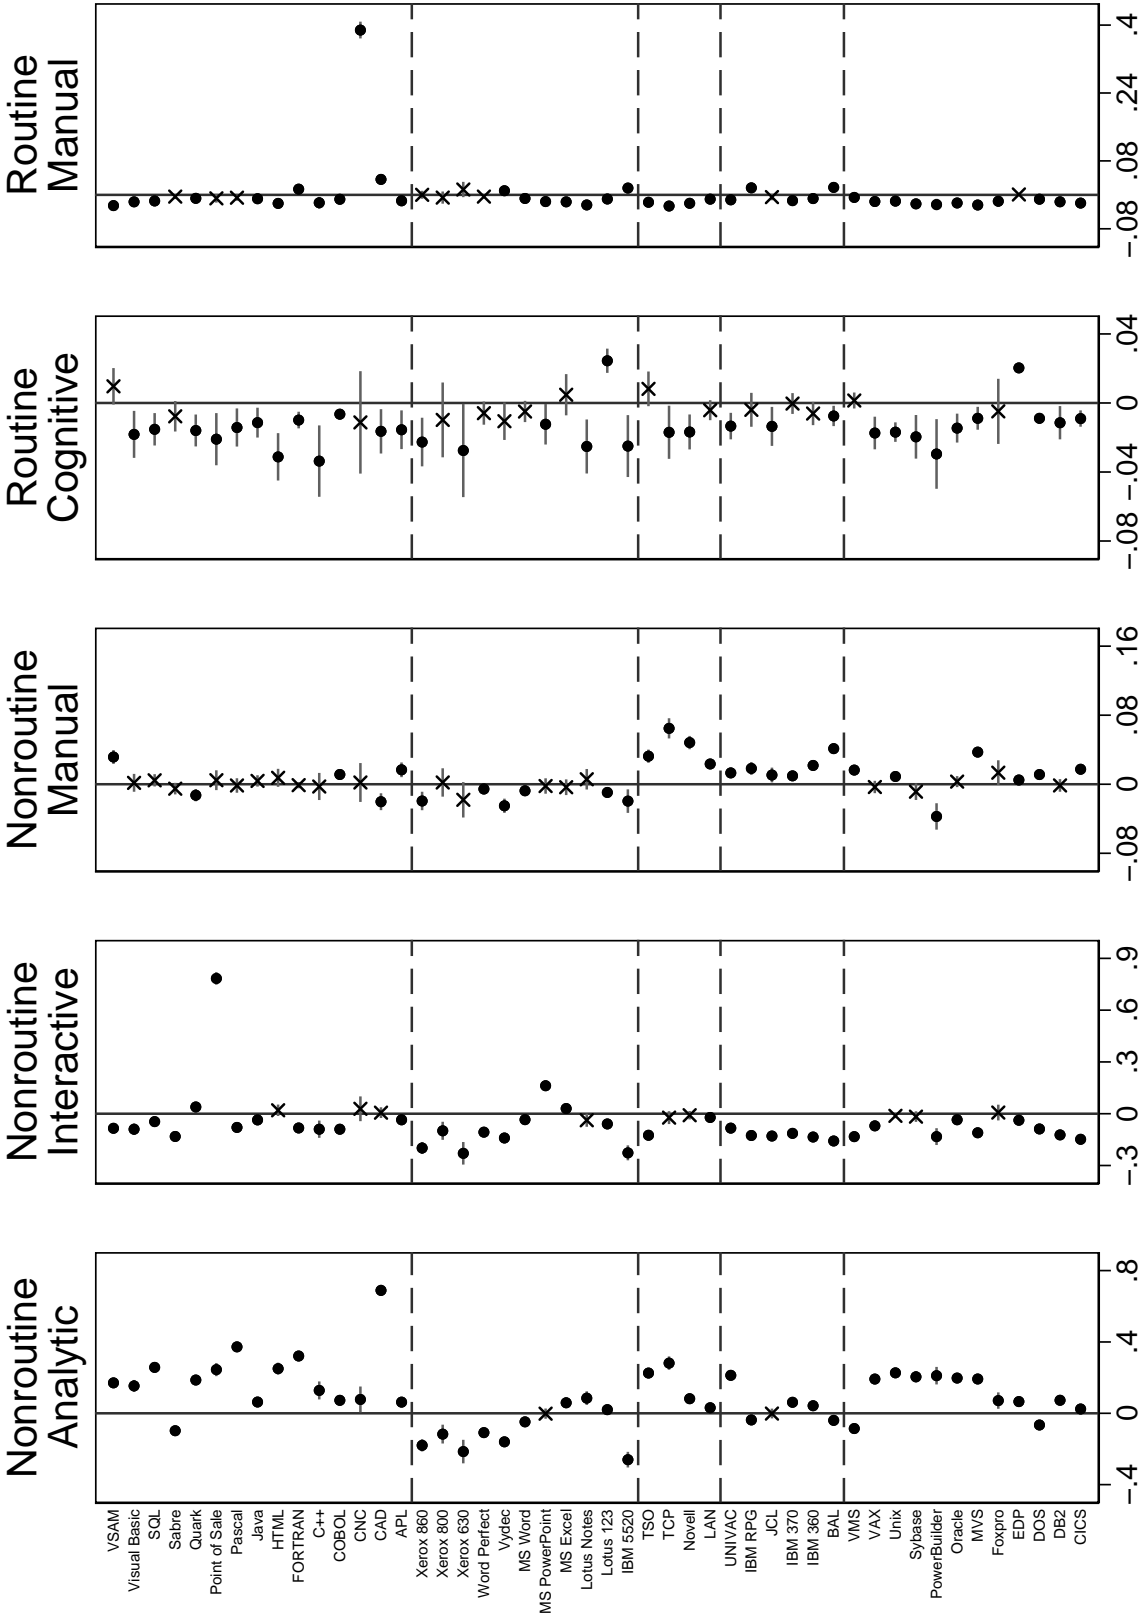 Nonroutine
Analytic
Nonroutine
Interactive
Nonroutine
Manual
Routine
Cognitive
Routine
Manual
VSAM
Visual Basic
SQL
Sabre
Quark
Point of Sale
Pascal
Java
HTML
FORTRAN
C++
COBOL
CNC
CAD
APL
Xerox 860
Xerox 800
Xerox 630
Word Perfect
Vydec
MS Word
MS PowerPoint
MS Excel
Lotus Notes
Lotus 123
IBM 5520
TSO
TCP
Novell
LAN
UNIVAC
IBM RPG
JCL
IBM 370
IBM 360
BAL
VMS
VAX
Unix
Sybase
PowerBuilder
Oracle
MVS
Foxpro
EDP
DOS
DB2
CICS
−.4 0 .4 .8
−.3 0 .3 .6 .9
−.08 0 .08 .16
−.08 −.04 0 .04
−.08 .08 .24 .4